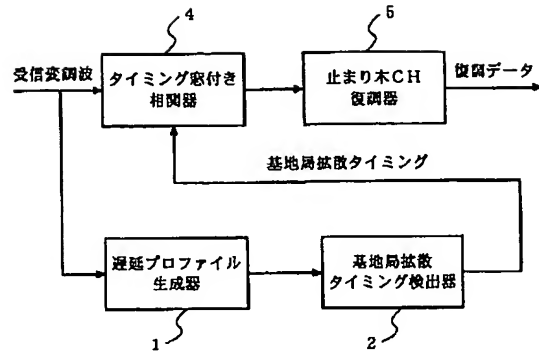 4
5
受信変調波
タイミング窓付き
相関器
止まり木CH
復調器
復調データ
基地局拡散タイミング
遅延プロファイル
生成器
基地局拡散
タイミング検出器
1
2